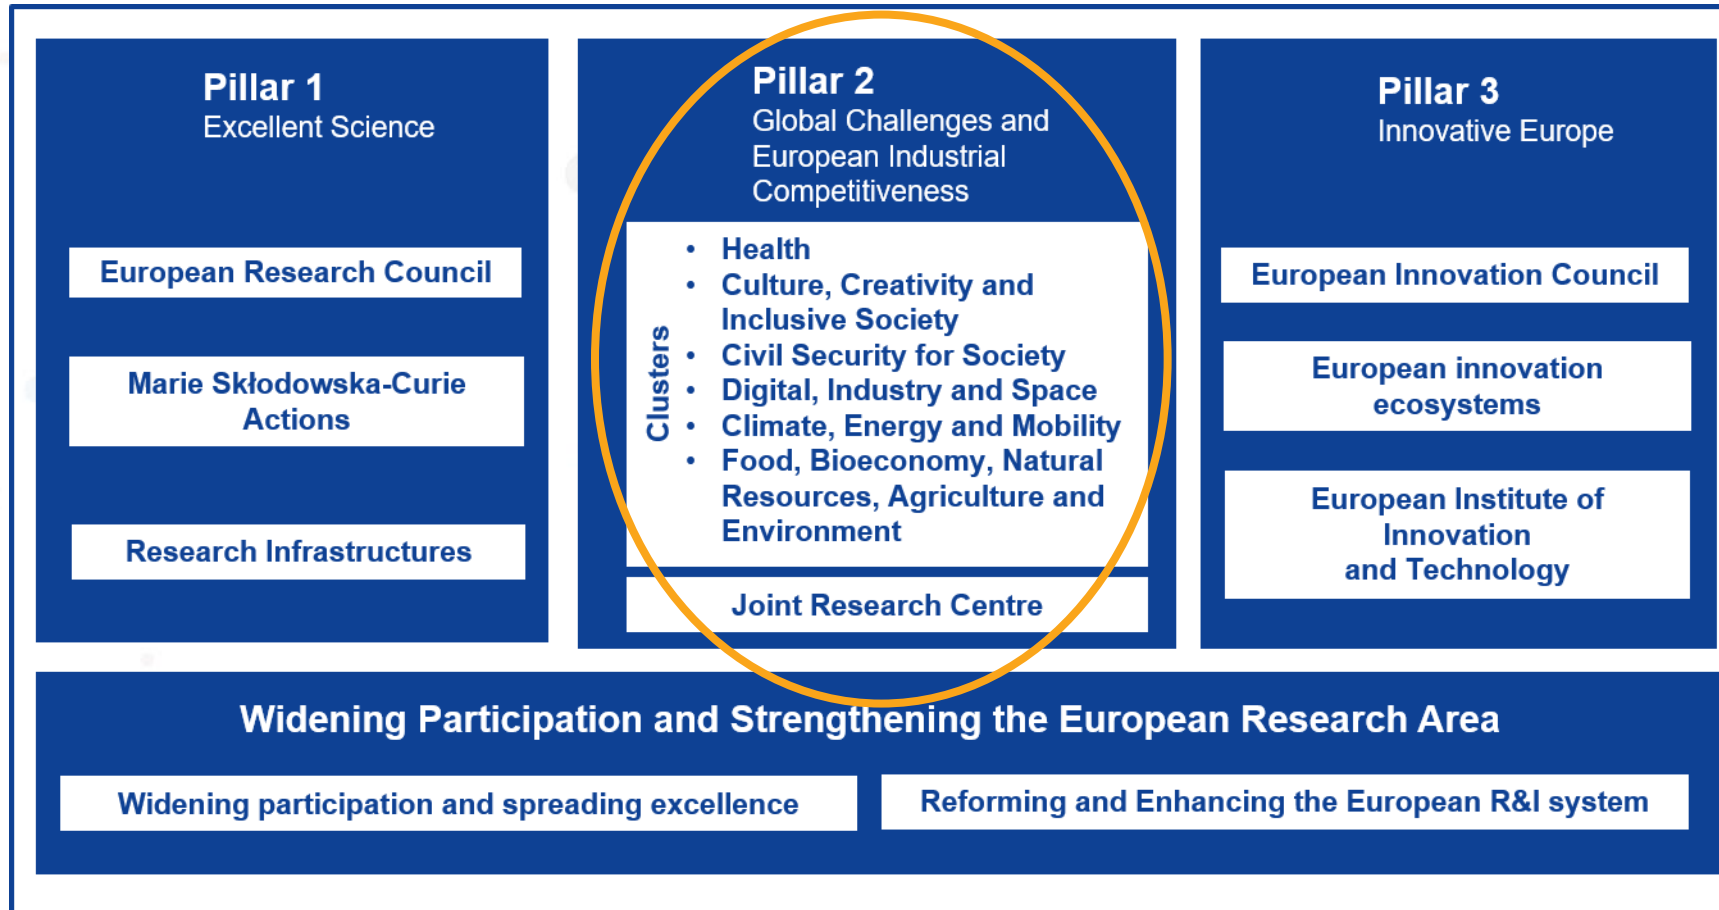 Pillar 1
Excellent Science
European Research Council
Marie Skłodowska-Curie
Actions
Research Infrastructures
Pillar 2
Global Challenges and
European Industrial
Competitiveness
Clusters
• Health
• Culture, Creativity and
Inclusive Society
• Civil Security for Society
• Digital, Industry and Space
• Climate, Energy and Mobility
• Food, Bioeconomy, Natural
Resources, Agriculture and
Environment
Joint Research Centre
Pillar 3
Innovative Europe
European Innovation Council
European innovation
ecosystems
European Institute of
Innovation
and Technology
Widening Participation and Strengthening the European Research Area
Widening participation and spreading excellence
Reforming and Enhancing the European R&I system